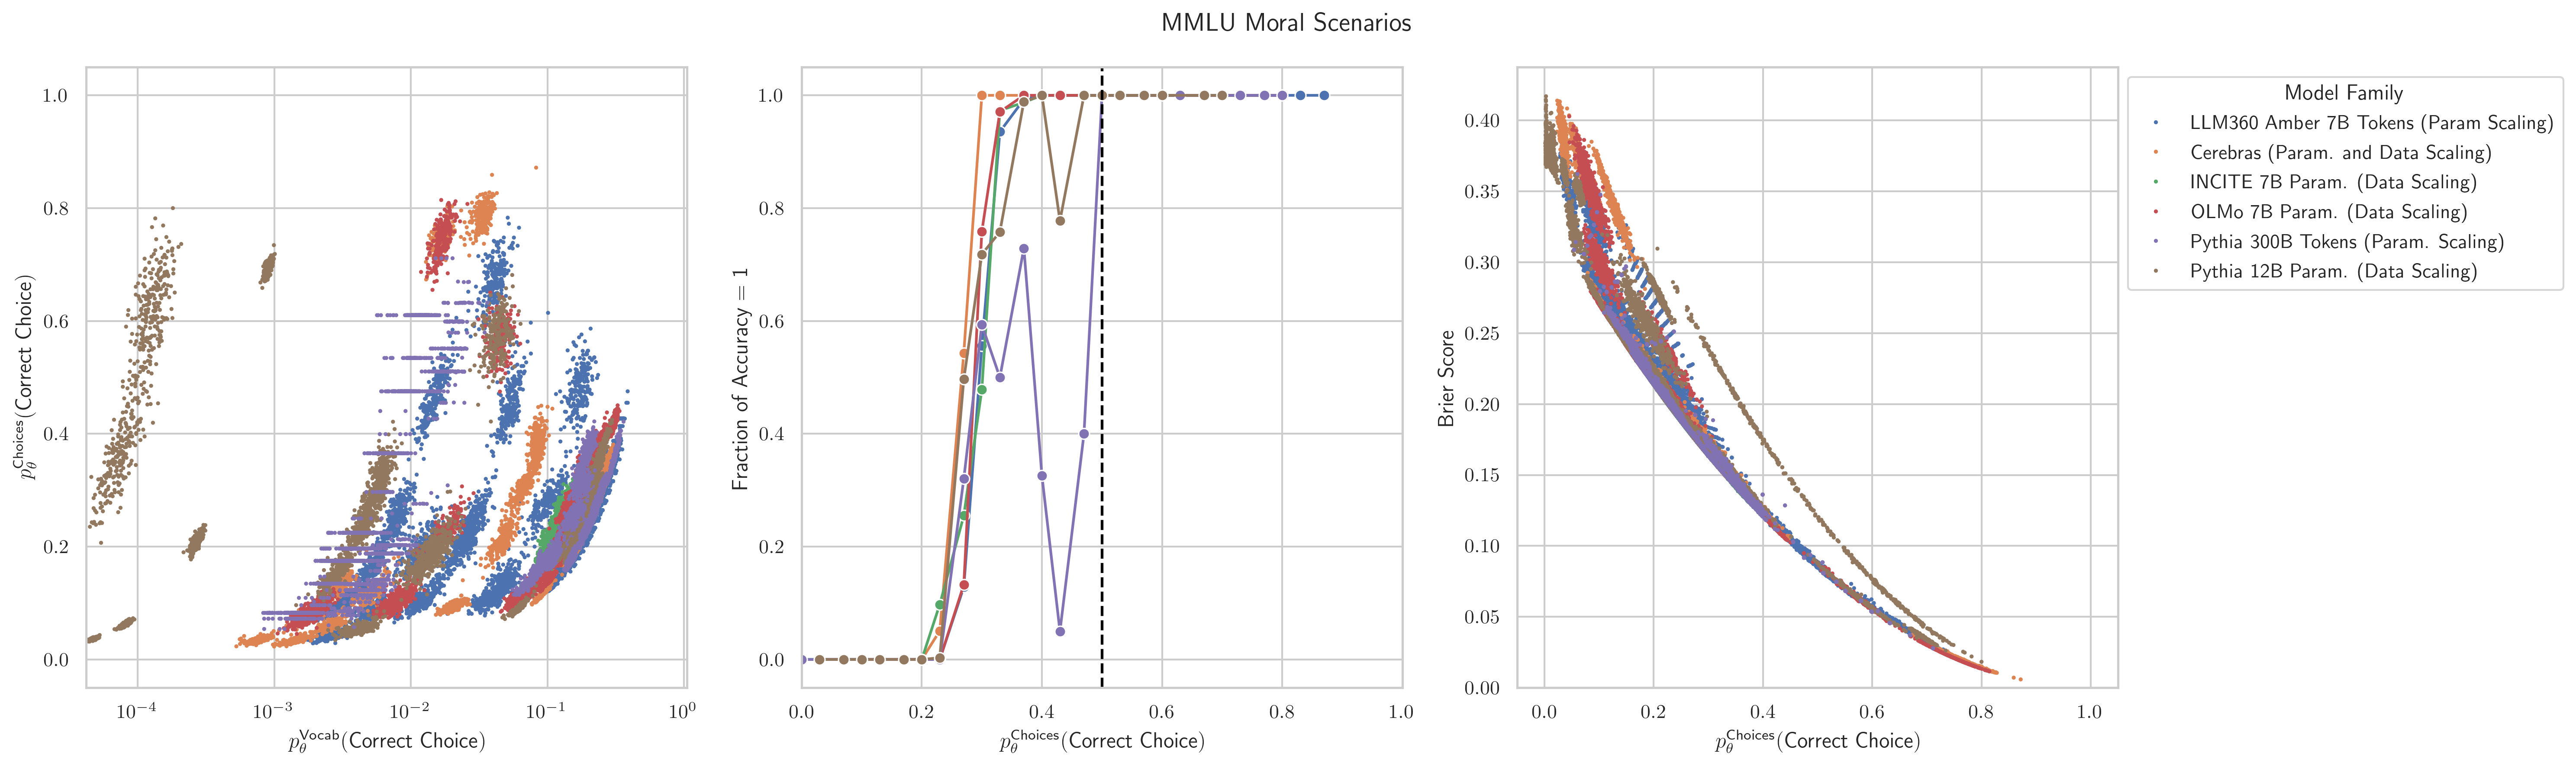 MMLU Moral Scenarios
1.0
0.8
0.6
0.4
0.2
0.0
p_θ^Choices(Correct Choice)
10^−4 10^−3 10^−2 10^−1 10^0
p_θ^Vocab(Correct Choice)
1.0
0.8
0.6
0.4
0.2
0.0
Fraction of Accuracy = 1
0.0 0.2 0.4 0.6 0.8 1.0
p_θ^Choices(Correct Choice)
0.40
0.35
0.30
0.25
0.20
0.15
0.10
0.05
0.00
Brier Score
0.0 0.2 0.4 0.6 0.8 1.0
p_θ^Choices(Correct Choice)
Model Family
LLM360 Amber 7B Tokens (Param Scaling)
Cerebras (Param. and Data Scaling)
INCITE 7B Param. (Data Scaling)
OLMo 7B Param. (Data Scaling)
Pythia 300B Tokens (Param. Scaling)
Pythia 12B Param. (Data Scaling)